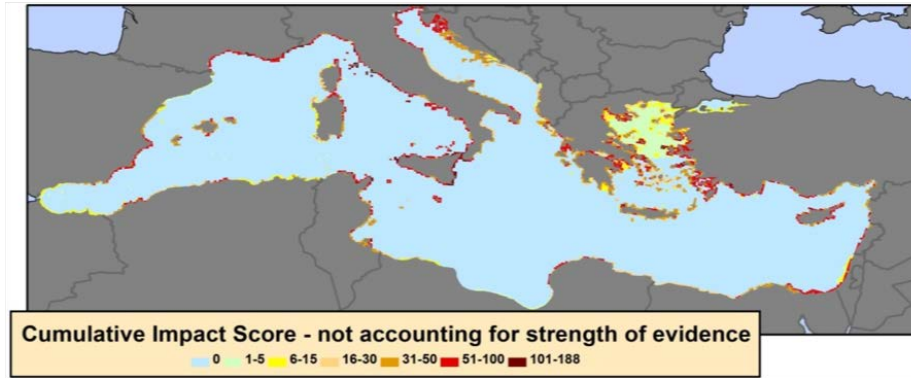 Cumulative Impact Score - not accounting for strength of evidence
0 1-5 6-15 16-30 31-50 51-100 101-188